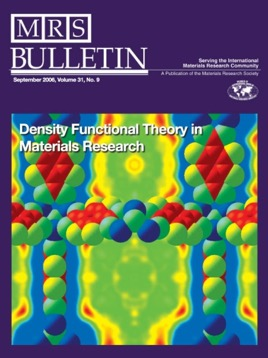 MRS
BULLETIN
Serving the International
Materials Research Community
A Publication of the Materials Research Society
September 2006, Volume 31, No. 9
Density Functional Theory in
Materials Research